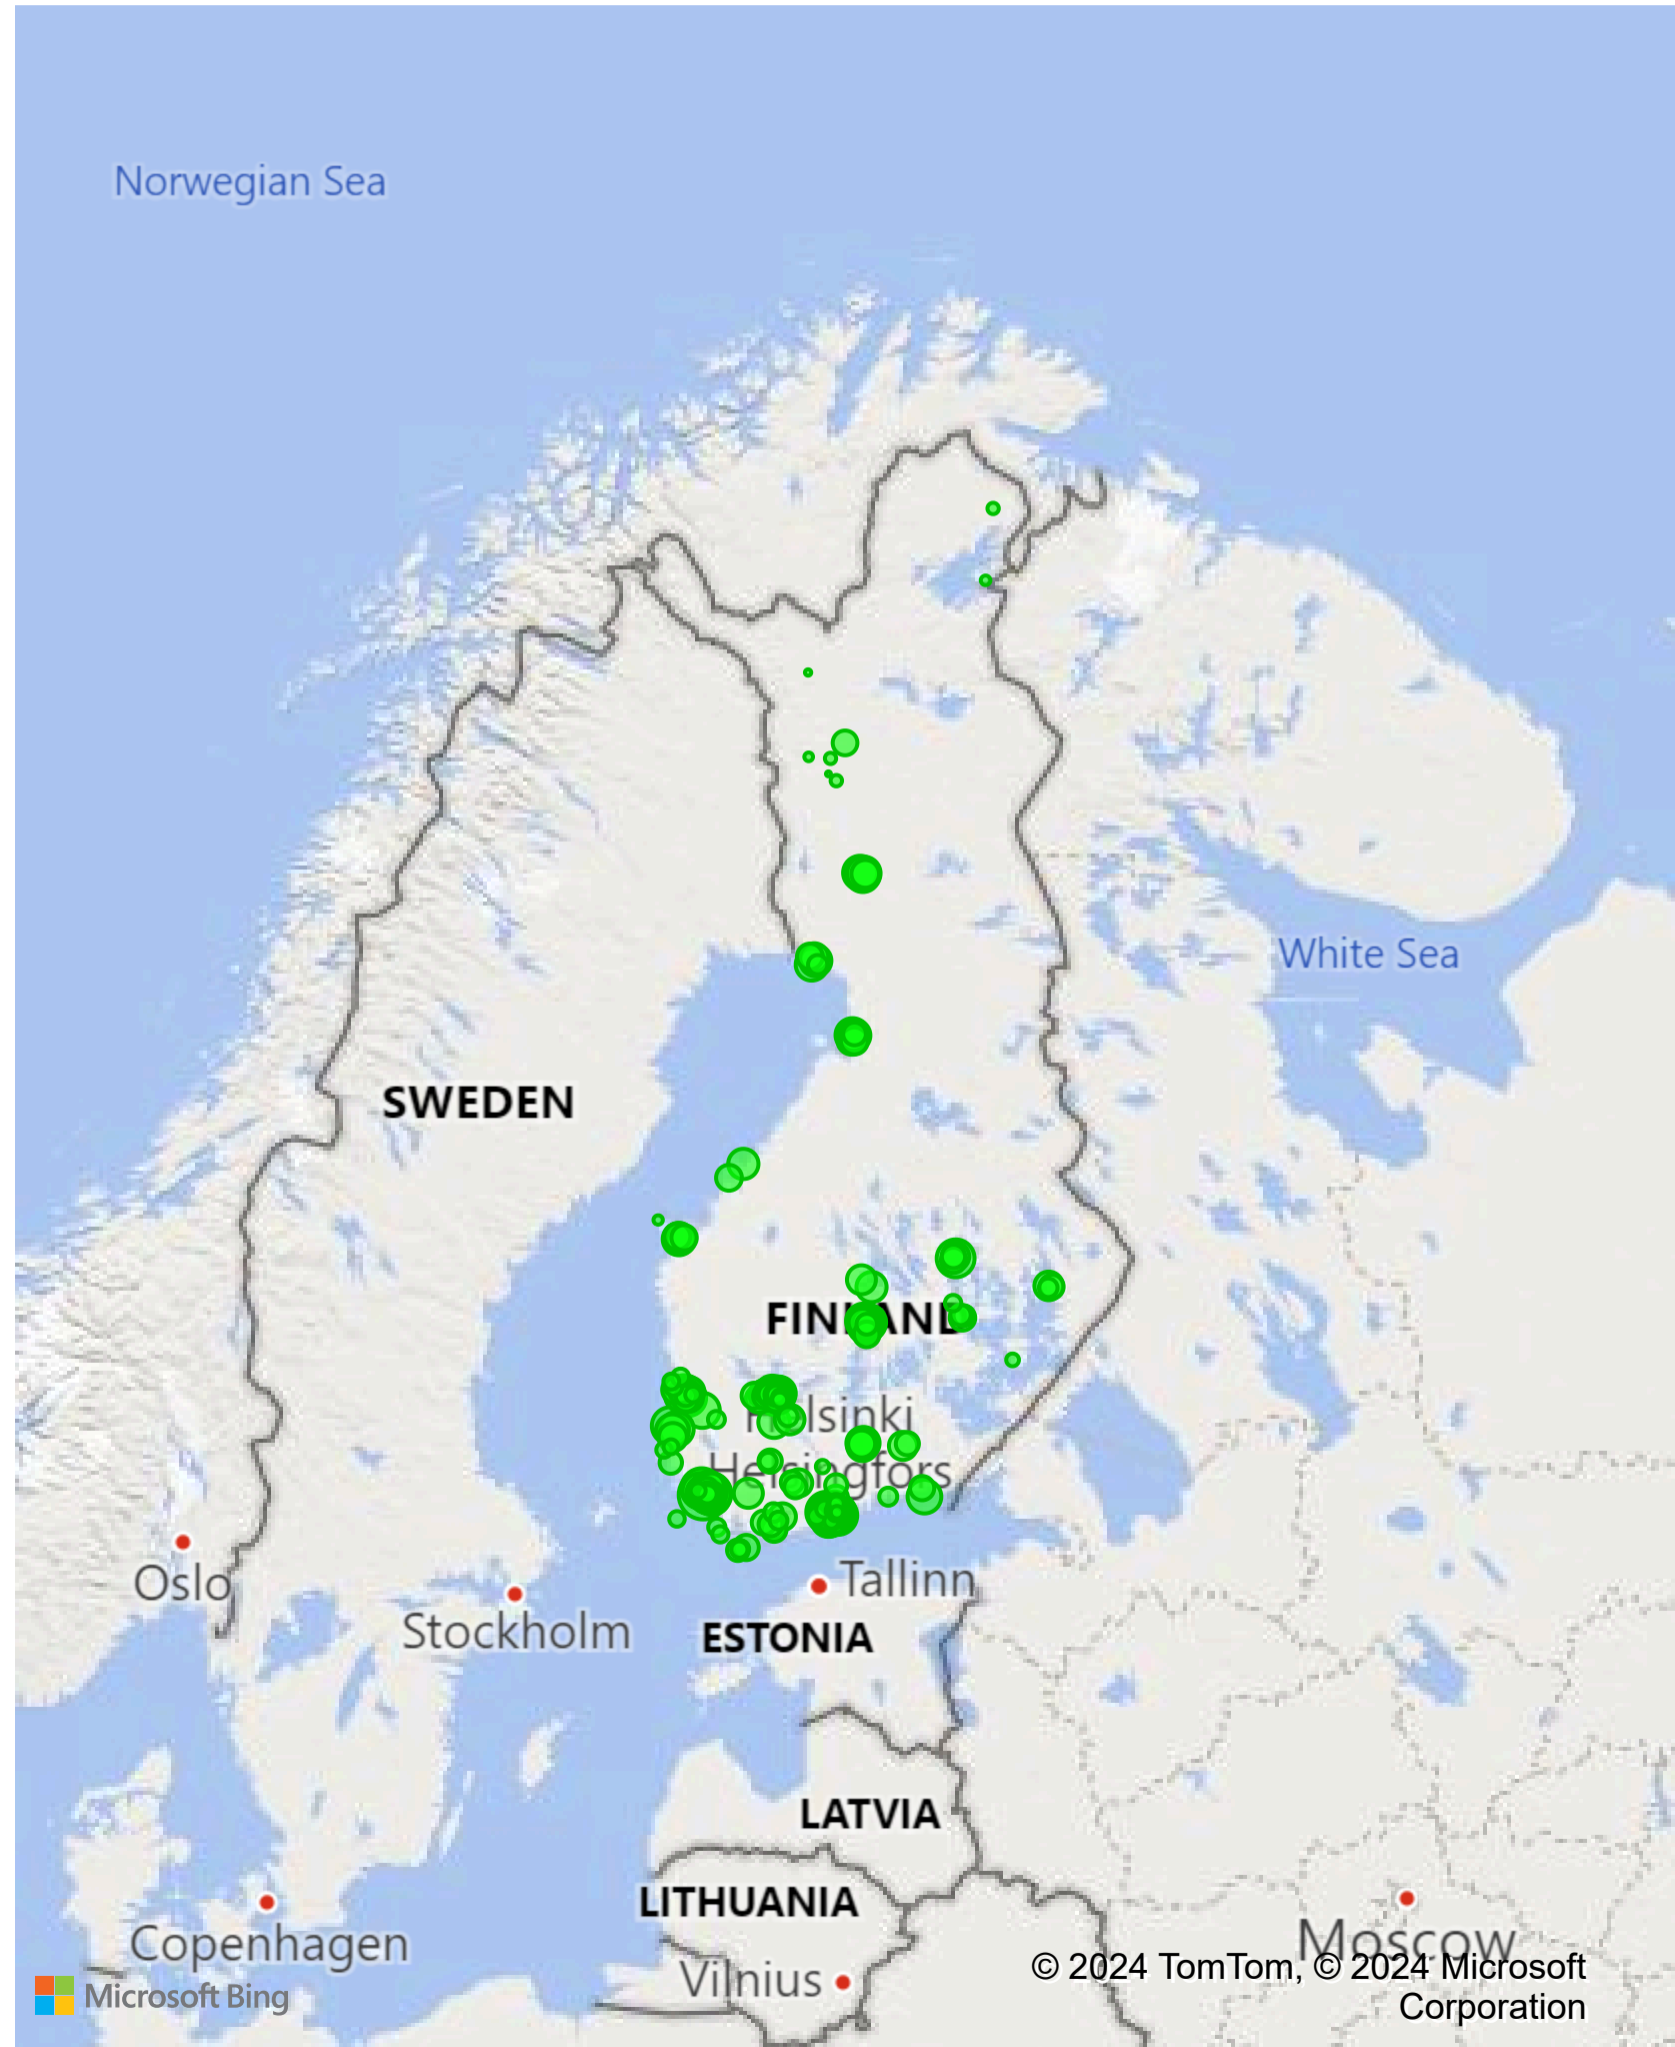 Norwegian Sea
White Sea
SWEDEN
FINLAND
Helsinki
Helsingfors
Oslo
Tallinn
Stockholm
ESTONIA
LATVIA
LITHUANIA
Copenhagen
Moscow
Vilnius
© 2024 TomTom, © 2024 Microsoft
Corporation
Microsoft Bing